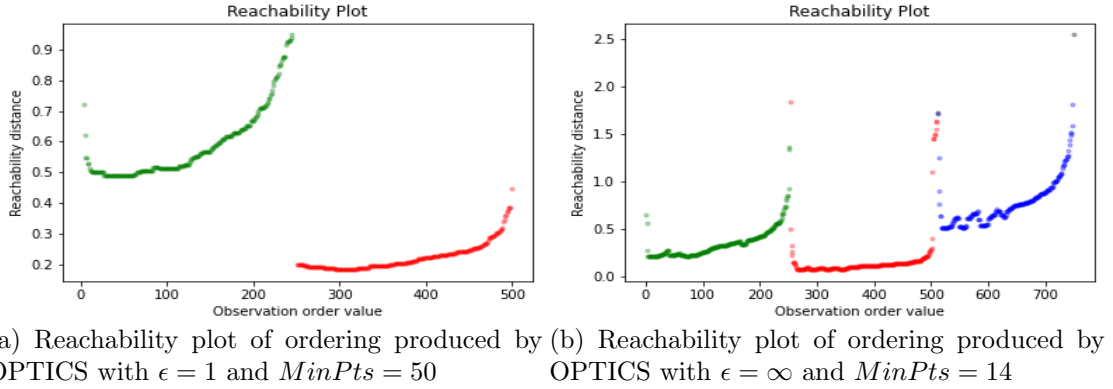 Reachability Plot
0.9
0.8
0.7
0.6
0.5
0.4
0.3
0.2
Reachability distance
0 100 200 300 400 500
Observation order value
Reachability Plot
2.5
2.0
1.5
1.0
0.5
0.0
Reachability distance
0 100 200 300 400 500 600 700
Observation order value
a) Reachability plot of ordering produced by
OPTICS with ϵ = 1 and MinPts = 50
(b) Reachability plot of ordering produced by
OPTICS with ϵ = ∞ and MinPts = 14